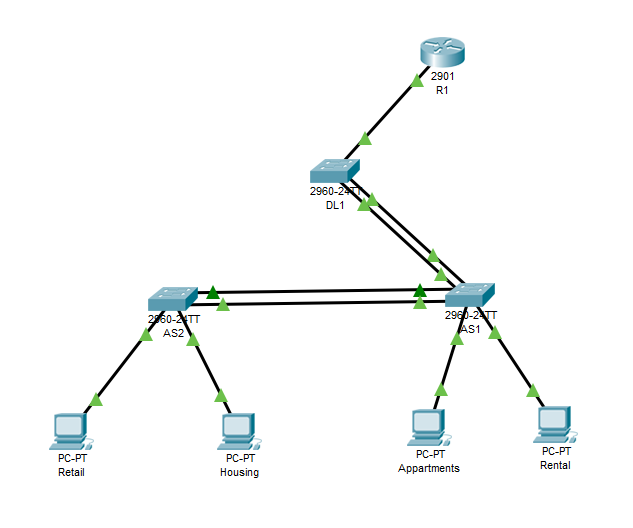 2901
R1
2960-24TT
DL1
2960-24TT
AS2
2960-24TT
AS1
PC-PT
Retail
PC-PT
Housing
PC-PT
Appartments
PC-PT
Rental